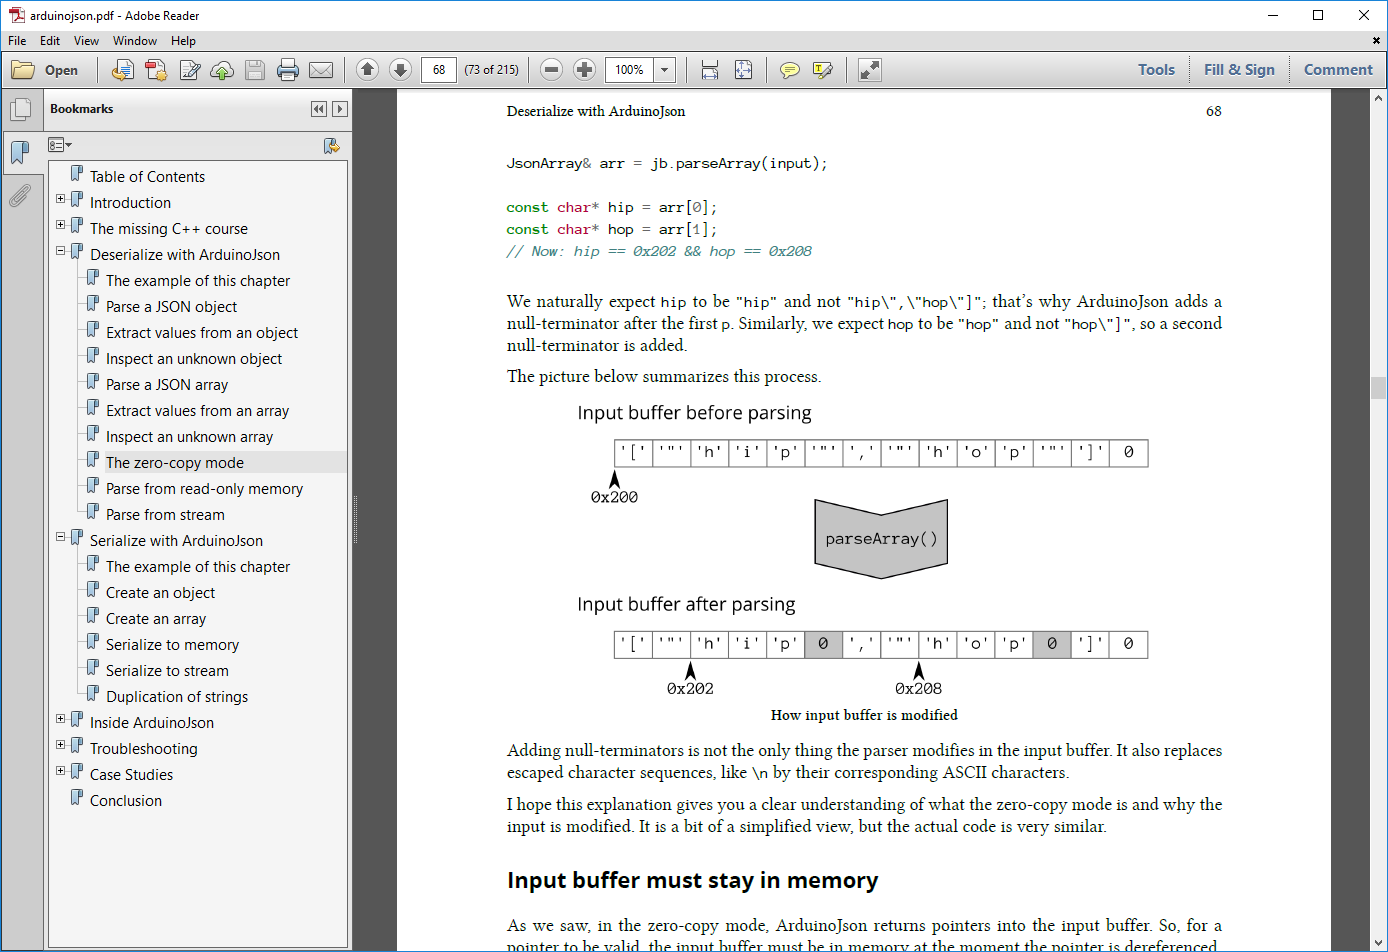 arduinojson.pdf - Adobe Reader
File Edit View Window Help
Open 68 (73 of 215) 100% Tools Fill & Sign Comment
Bookmarks
Table of Contents
Introduction
The missing C++ course
Deserialize with ArduinoJson
The example of this chapter
Parse a JSON object
Extract values from an object
Inspect an unknown object
Parse a JSON array
Extract values from an array
Inspect an unknown array
The zero-copy mode
Parse from read-only memory
Parse from stream
Serialize with ArduinoJson
The example of this chapter
Create an object
Create an array
Serialize to memory
Serialize to stream
Duplication of strings
Inside ArduinoJson
Troubleshooting
Case Studies
Conclusion
Deserialize with ArduinoJson 68
JsonArray& arr = jb.parseArray(input);
const char* hip = arr[0];
const char* hop = arr[1];
// Now: hip == 0x202 && hop == 0x208
We naturally expect hip to be "hip" and not "hip\",\"hop\"]"; that's why ArduinoJson adds a
null-terminator after the first p. Similarly, we expect hop to be "hop" and not "hop\"]", so a second
null-terminator is added.
The picture below summarizes this process.
Input buffer before parsing
'[' '"' 'h' 'i' 'p' '"' ',' '"' 'h' 'o' 'p' '"' ']' 0
0x200
parseArray()
Input buffer after parsing
'[' '"' 'h' 'i' 'p' 0 ',' '"' 'h' 'o' 'p' 0 ']' 0
0x202 0x208
How input buffer is modified
Adding null-terminators is not the only thing the parser modifies in the input buffer. It also replaces
escaped character sequences, like \n by their corresponding ASCII characters.
I hope this explanation gives you a clear understanding of what the zero-copy mode is and why the
input is modified. It is a bit of a simplified view, but the actual code is very similar.
Input buffer must stay in memory
As we saw, in the zero-copy mode, ArduinoJson returns pointers into the input buffer. So, for a
pointer to be valid, the input buffer must be in memory at the moment the pointer is dereferenced.